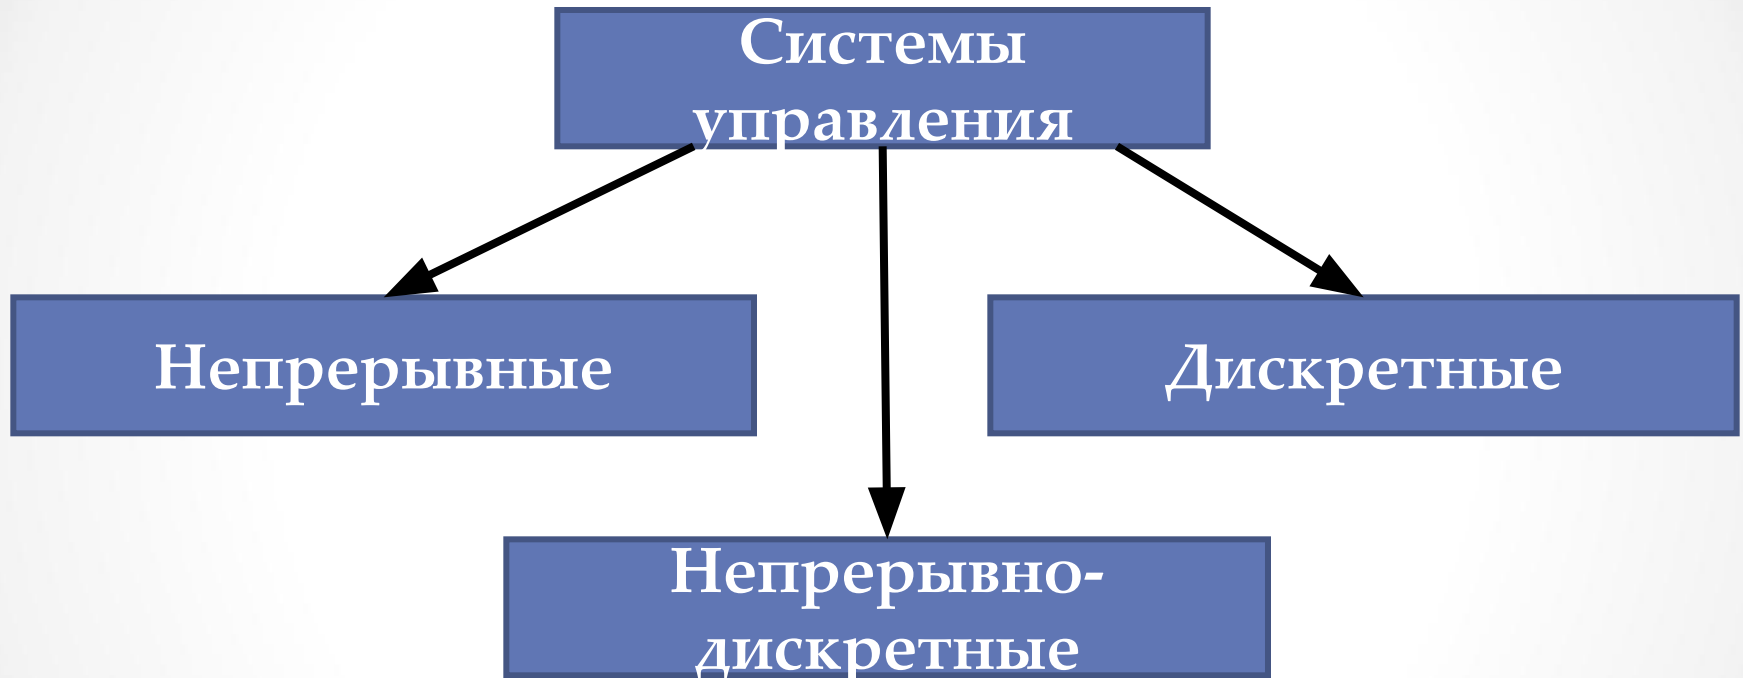 Системы
управления
Непрерывные
Дискретные
Непрерывно-
дискретные